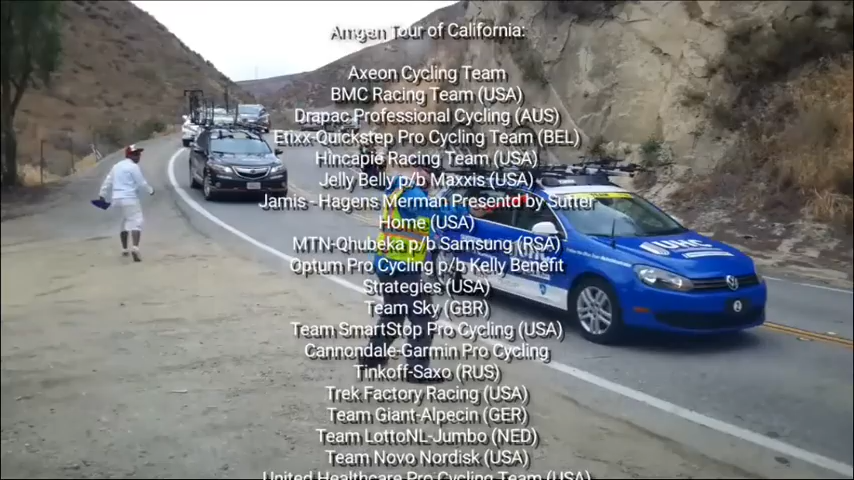 Amgen Tour of California:
Axeon Cycling Team
BMC Racing Team (USA)
Drapac Professional Cycling (AUS)
Etixx-Quickstep Pro Cycling Team (BEL)
Hincapie Racing Team (USA)
Jelly Belly p/b Maxxis (USA)
Jamis - Hagens Merman Presentd by Sutter
Home (USA)
MTN-Qhubeka p/b Samsung (RSA)
Optum Pro Cycling p/b Kelly Benefit
Strategies (USA)
Team Sky (GBR)
Team SmartStop Pro Cycling (USA)
Cannondale - Garmin Pro Cycling
Tinkoff - Saxo (RUS)
Trek Factory Racing (USA)
Team Giant-Alpecin (GER)
Team LottoNL-Jumbo (NED)
Team Novo Nordisk (USA)
United Healthcare Pro Cycling Team (USA)
UHC